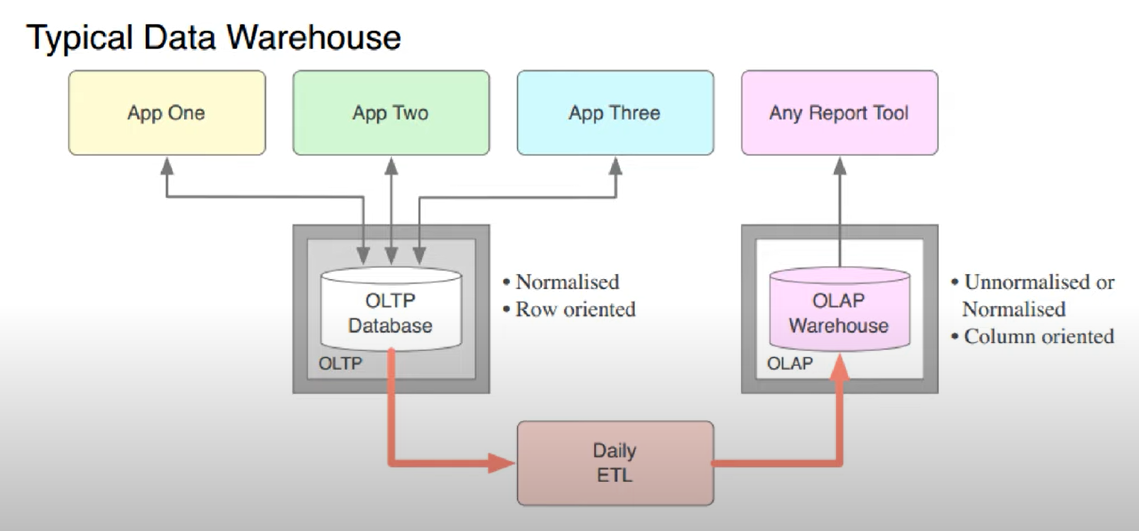 Typical Data Warehouse
App One
App Two
App Three
Any Report Tool
OLTP
Database
OLTP
• Normalised
• Row oriented
OLAP
Warehouse
OLAP
• Unnormalised or
Normalised
• Column oriented
Daily
ETL